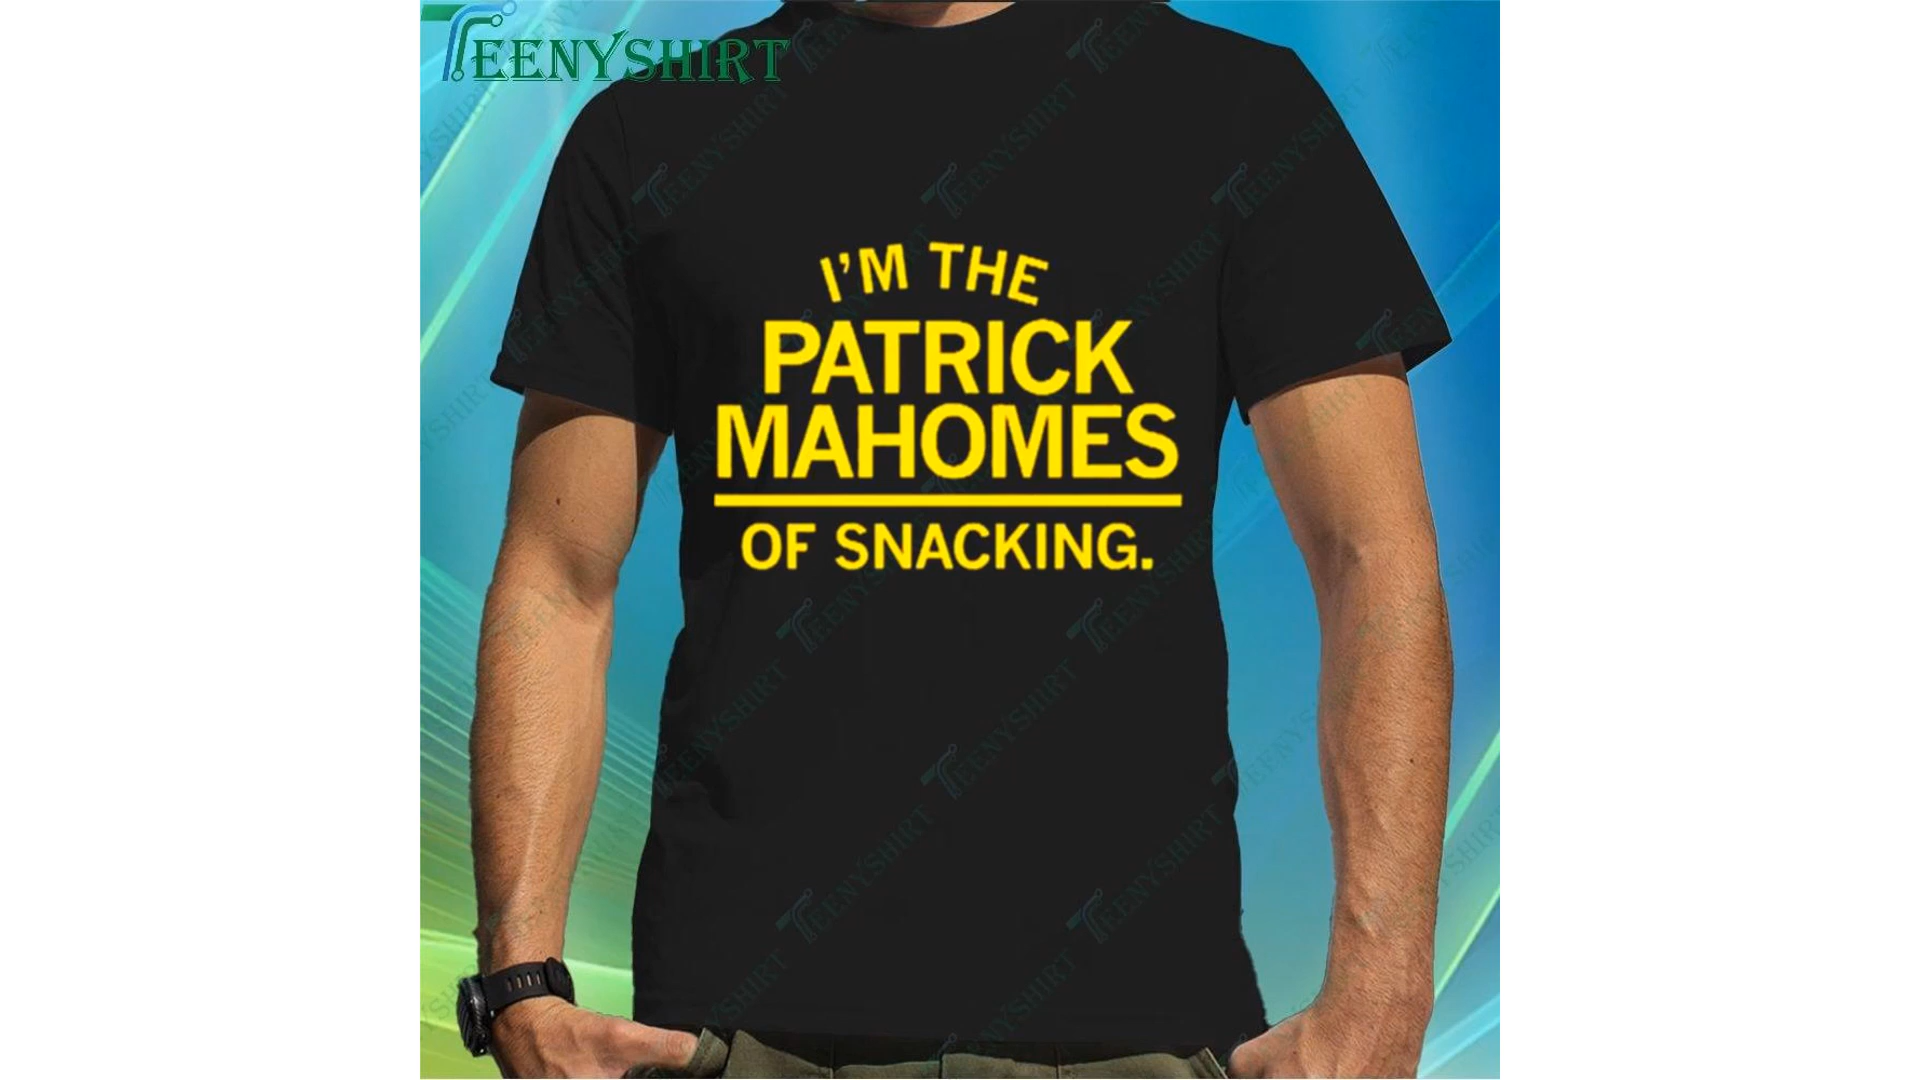 TEENYSHIRT
I'M THE
PATRICK
MAHOMES
OF SNACKING.